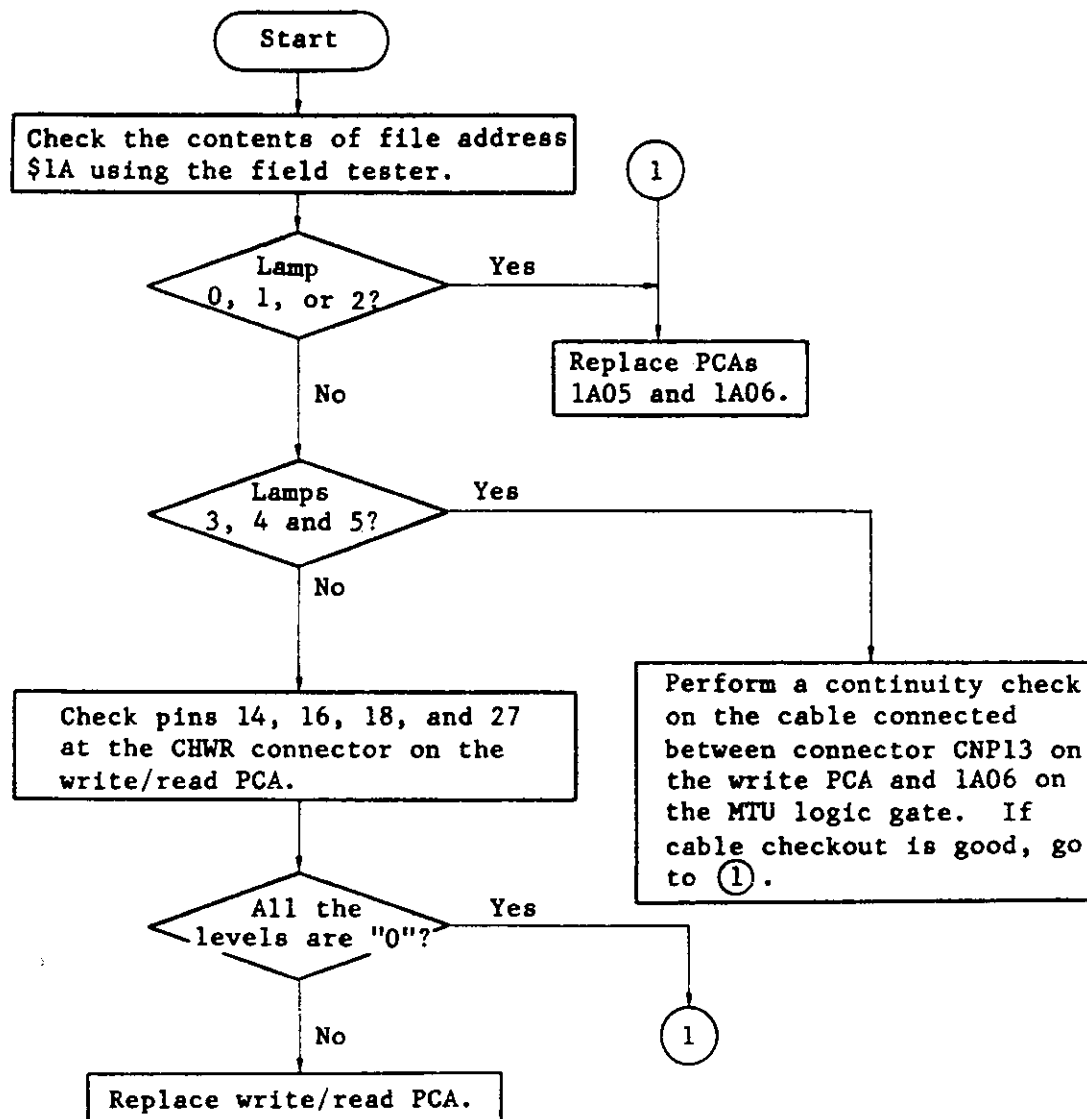 Start
Check the contents of file address
$1A using the field tester.
1
Lamp
0, 1, or 2?
Yes
Replace PCAs
1A05 and 1A06.
No
Lamps
3, 4 and 5?
Yes
No
Check pins 14, 16, 18, and 27
at the CHWR connector on the
write/read PCA.
Perform a continuity check
on the cable connected
between connector CNP13 on
the write PCA and 1A06 on
the MTU logic gate. If
cable checkout is good, go
to 1.
All the
levels are "0"?
Yes
1
No
Replace write/read PCA.